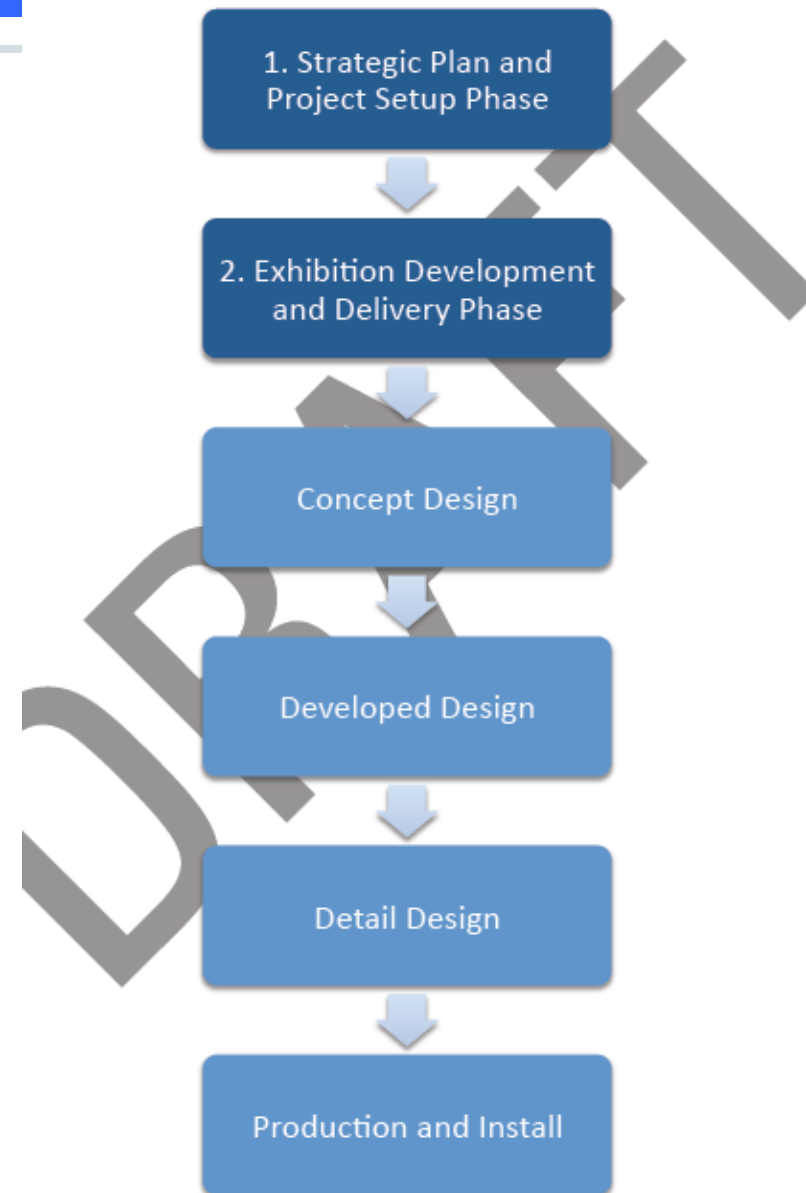 1. Strategic Plan and
Project Setup Phase
2. Exhibition Development
and Delivery Phase
Concept Design
Developed Design
Detail Design
Production and Install
DRAFT